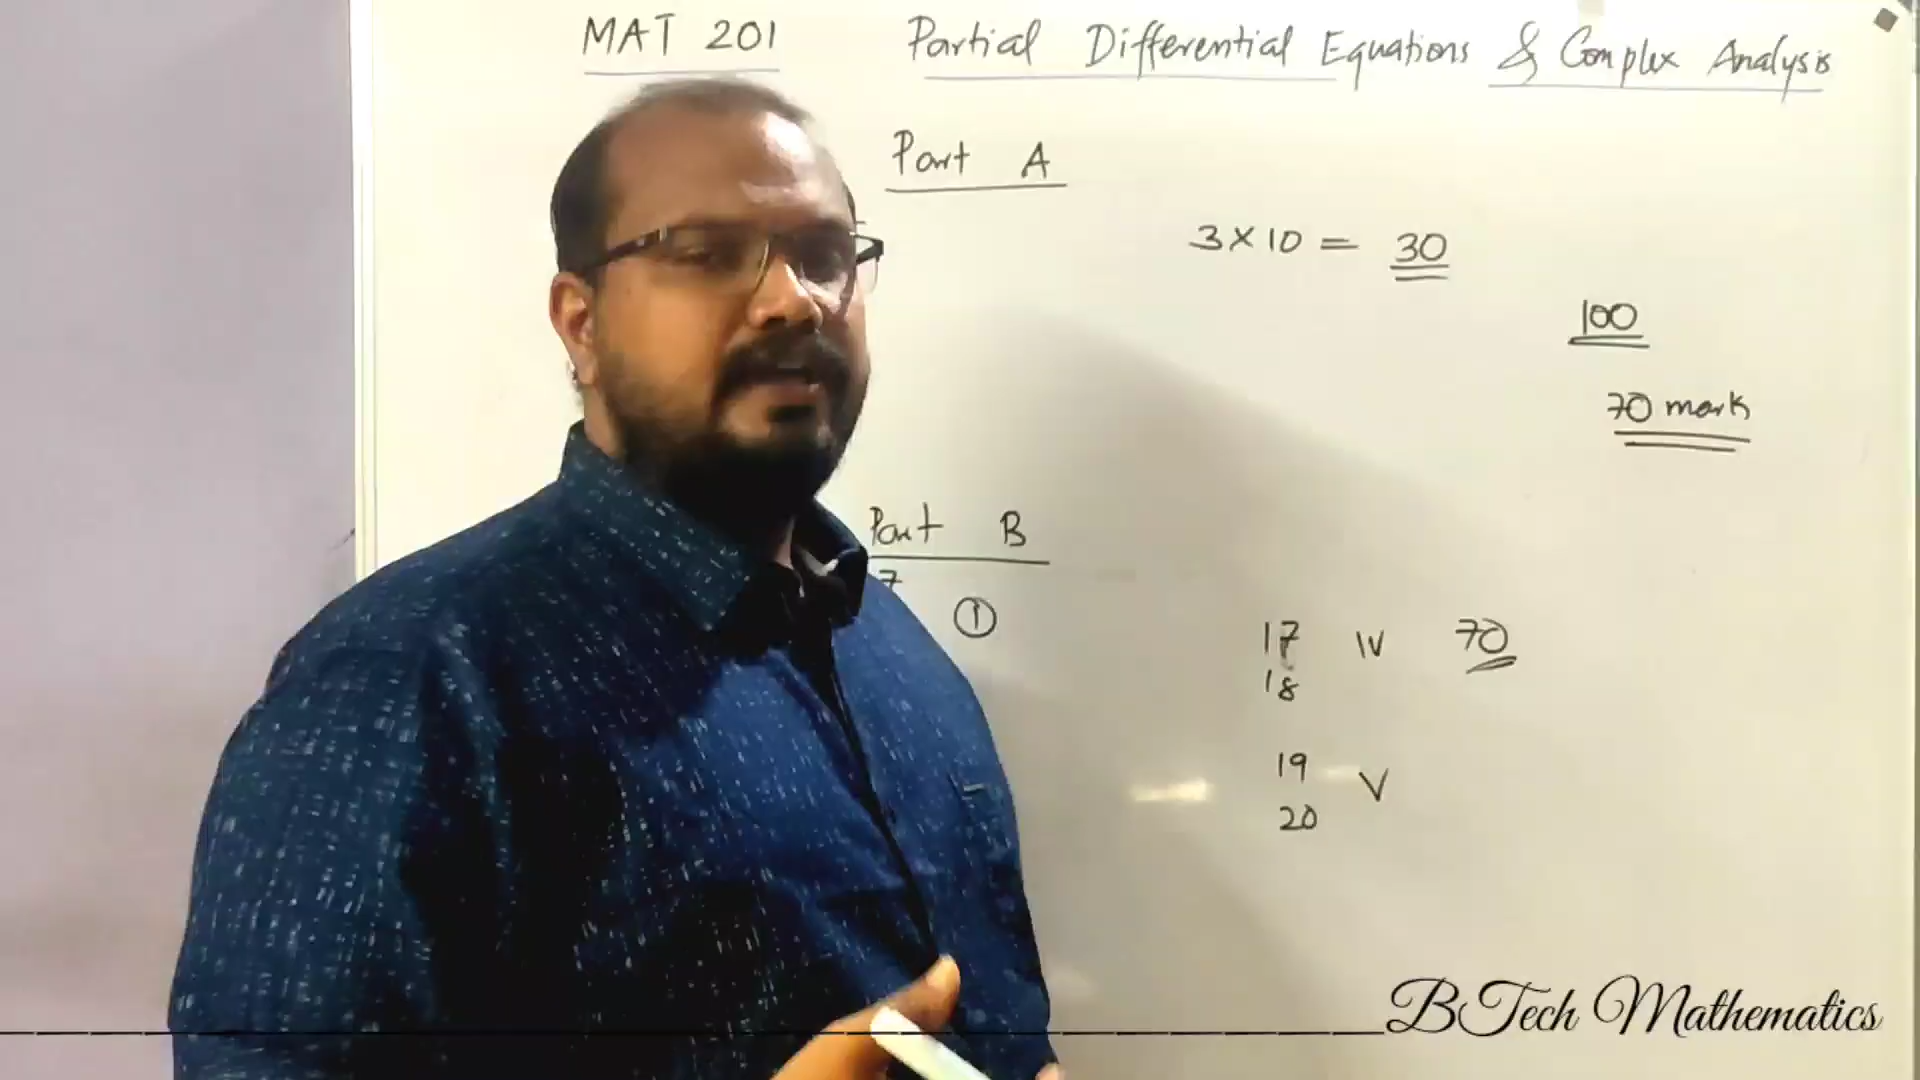 MAT 201 Partial Differential Equations & Complex Analysis
Part A
3 × 10 = 30
100
70 mark
Part B
7
①
17 IV 70
18
19 V
20
BTech Mathematics